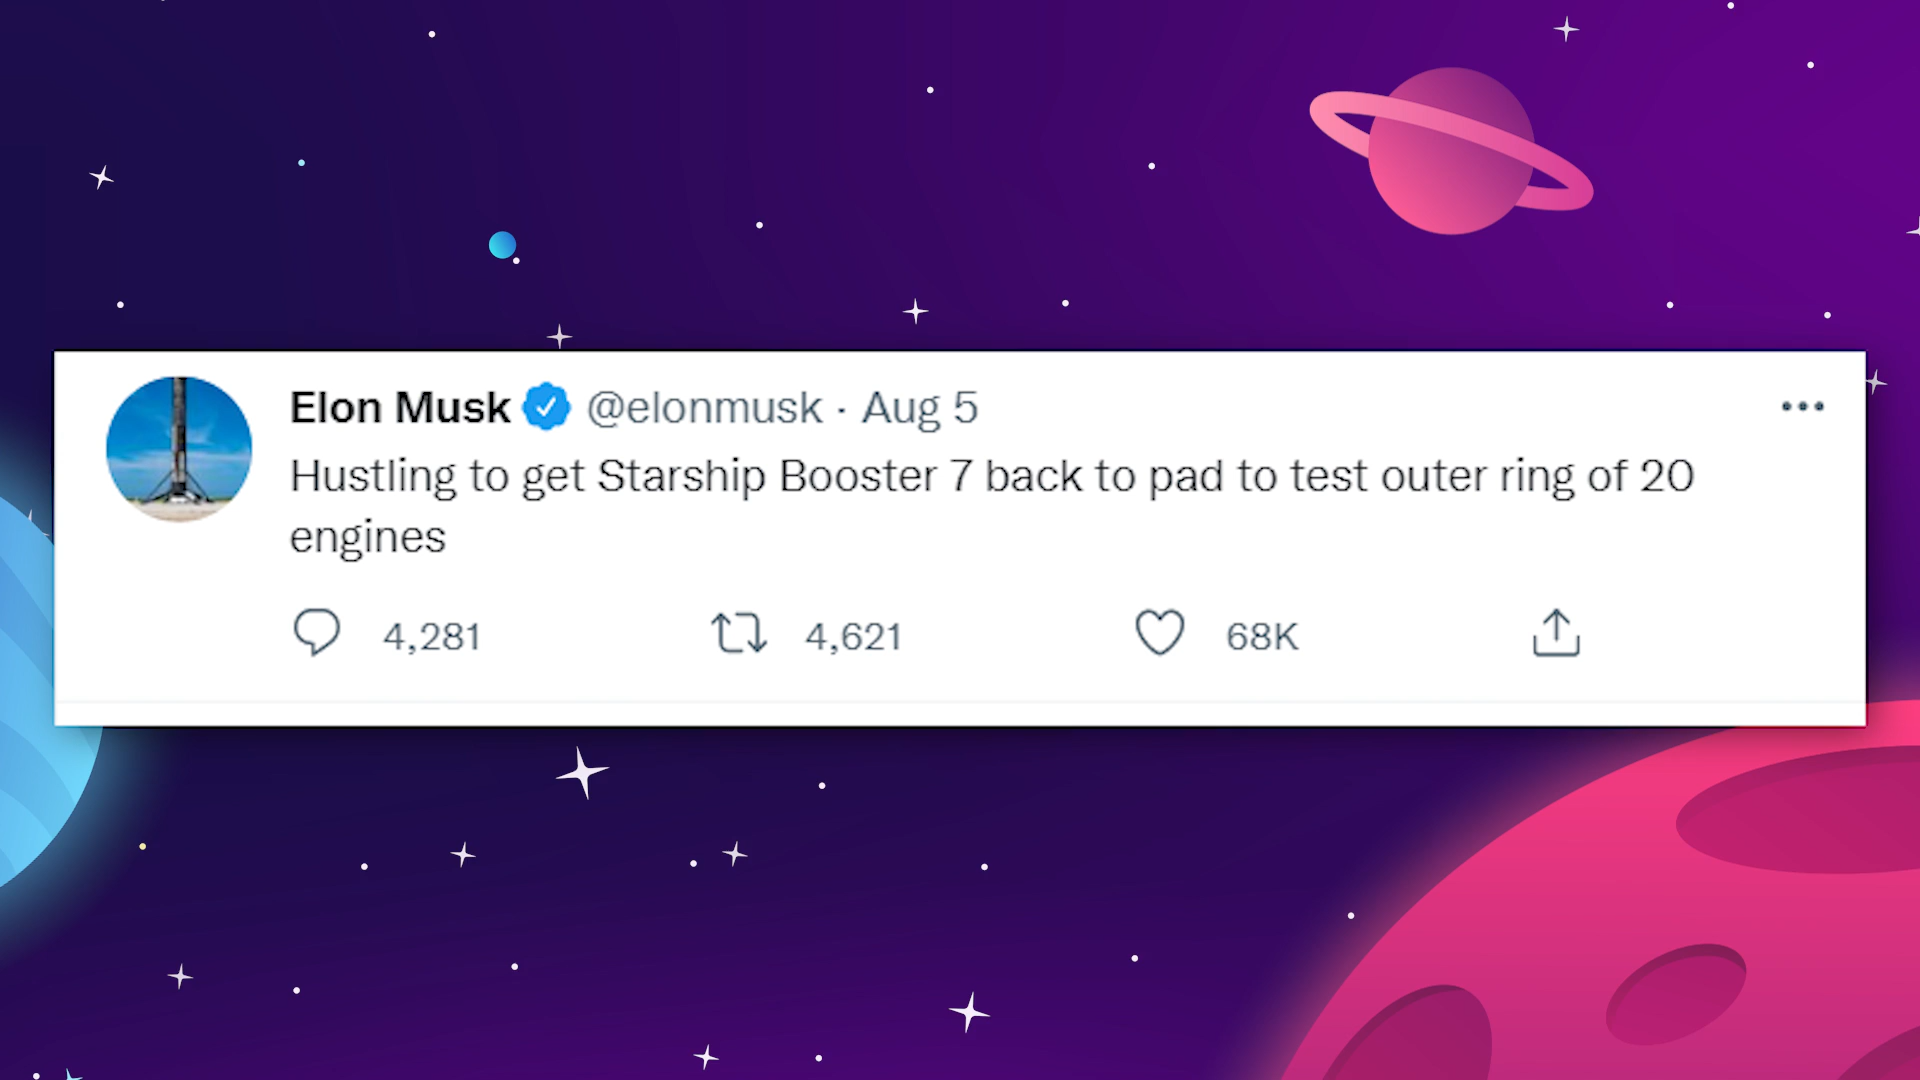 Elon Musk @elonmusk · Aug 5
Hustling to get Starship Booster 7 back to pad to test outer ring of 20
engines
4,281 4,621 68K